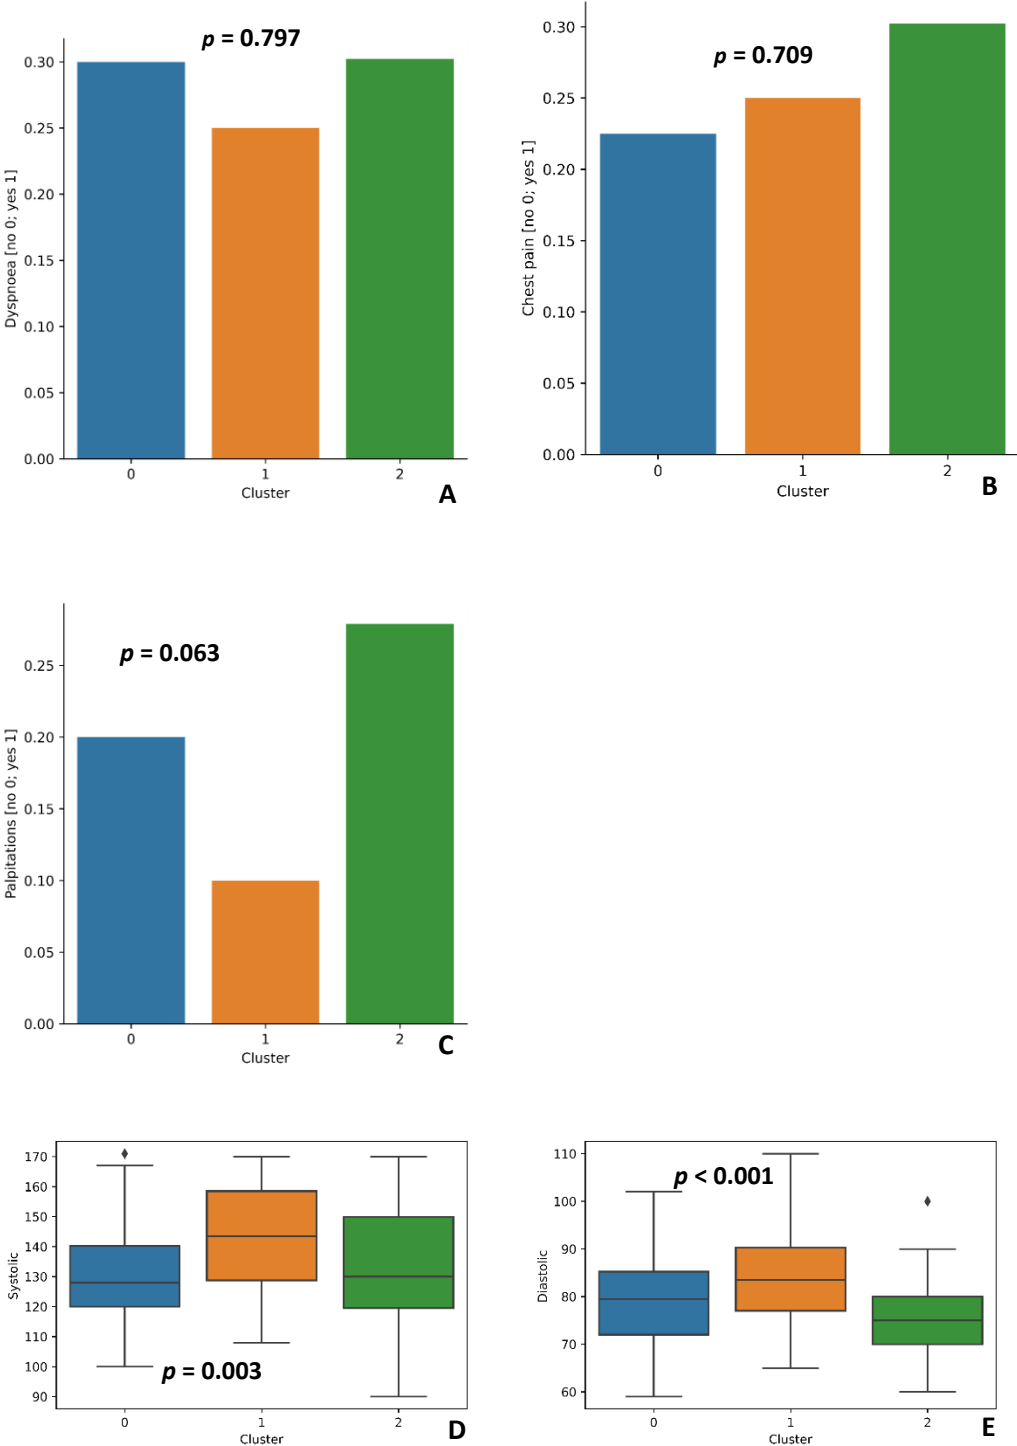 p = 0.797
Dyspnoea [no 0; yes 1]
0.30
0.25
0.20
0.15
0.10
0.05
0.00
0 1 2
Cluster
A
p = 0.709
Chest pain [no 0; yes 1]
0.30
0.25
0.20
0.15
0.10
0.05
0.00
0 1 2
Cluster
B
p = 0.063
Palpitations [no 0; yes 1]
0.25
0.20
0.15
0.10
0.05
0.00
0 1 2
Cluster
C
Systolic
170
160
150
140
130
120
110
100
90
p = 0.003
0 1 2
Cluster
D
Diastolic
110
100
90
80
70
60
p < 0.001
0 1 2
Cluster
E